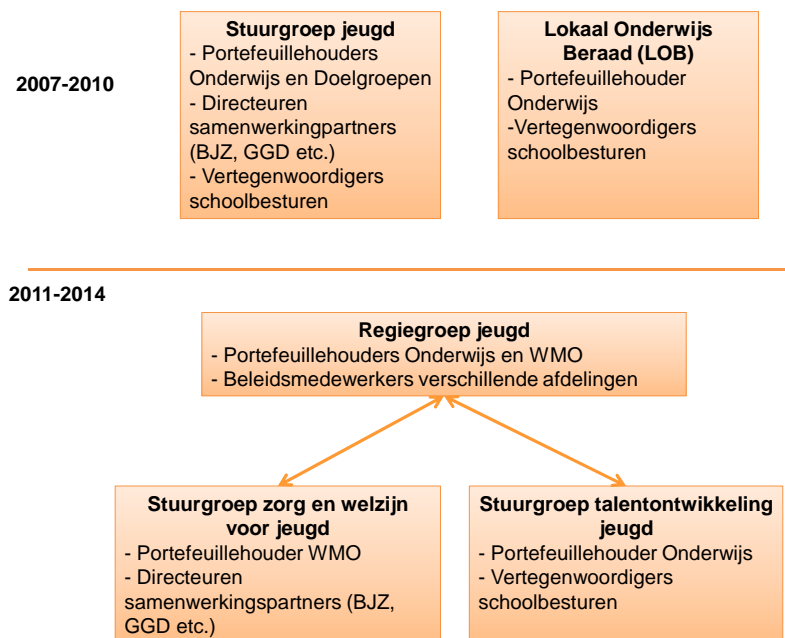 2007-2010
Stuurgroep jeugd
- Portefeuillehouders
Onderwijs en Doelgroepen
- Directeuren
samenwerkingpartners
(BJZ, GGD etc.)
- Vertegenwoordigers
schoolbesturen
Lokaal Onderwijs
Beraad (LOB)
- Portefeuillehouder
Onderwijs
-Vertegenwoordigers
schoolbesturen
2011-2014
Regiegroep jeugd
- Portefeuillehouders Onderwijs en WMO
- Beleidsmedewerkers verschillende afdelingen
Stuurgroep zorg en welzijn
voor jeugd
- Portefeuillehouder WMO
- Directeuren
samenwerkingspartners (BJZ,
GGD etc.)
Stuurgroep talentontwikkeling
jeugd
- Portefeuillehouder Onderwijs
- Vertegenwoordigers
schoolbesturen